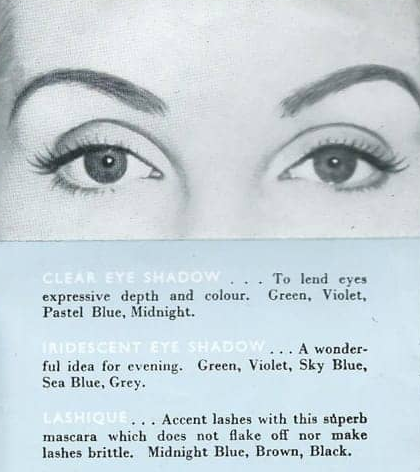 CLEAR EYE SHADOW . . . To lend eyes
expressive depth and colour. Green, Violet,
Pastel Blue, Midnight.
IRIDESCENT EYE SHADOW . . . A wonder-
ful idea for evening. Green, Violet, Sky Blue,
Sea Blue, Grey.
LASHIQUE . . . Accent lashes with this superb
mascara which does not flake off nor make
lashes brittle. Midnight Blue, Brown, Black.